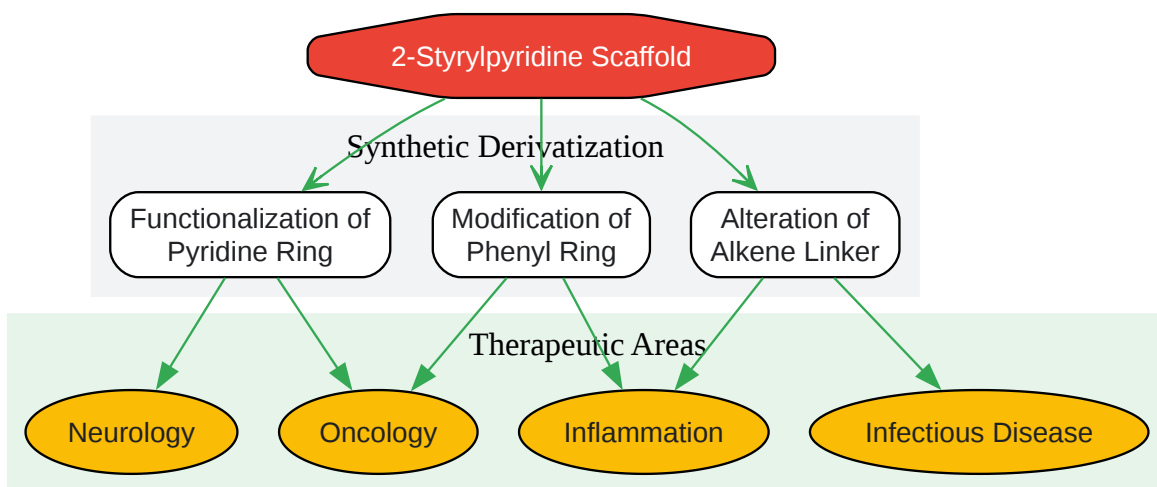 2-Styrylpyridine Scaffold
Synthetic Derivatization
Functionalization of
Pyridine Ring
Modification of
Phenyl Ring
Alteration of
Alkene Linker
Therapeutic Areas
Neurology
Oncology
Inflammation
Infectious Disease